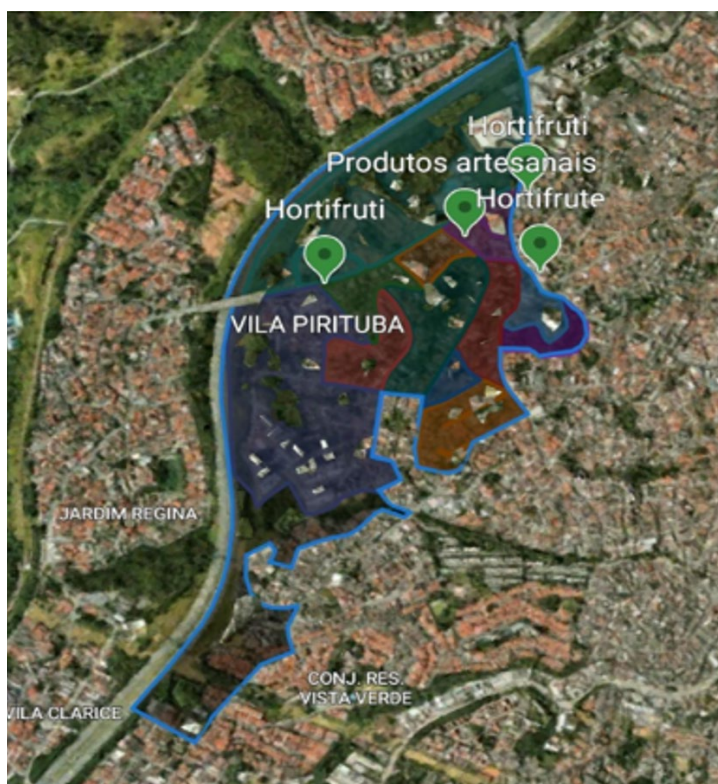 Hortifruti
Produtos artesanais
Hortifrute
Hortifruti
VILA PIRITUBA
JARDIM REGINA
CONJ. RES.
VISTA VERDE
VILA CLARICE